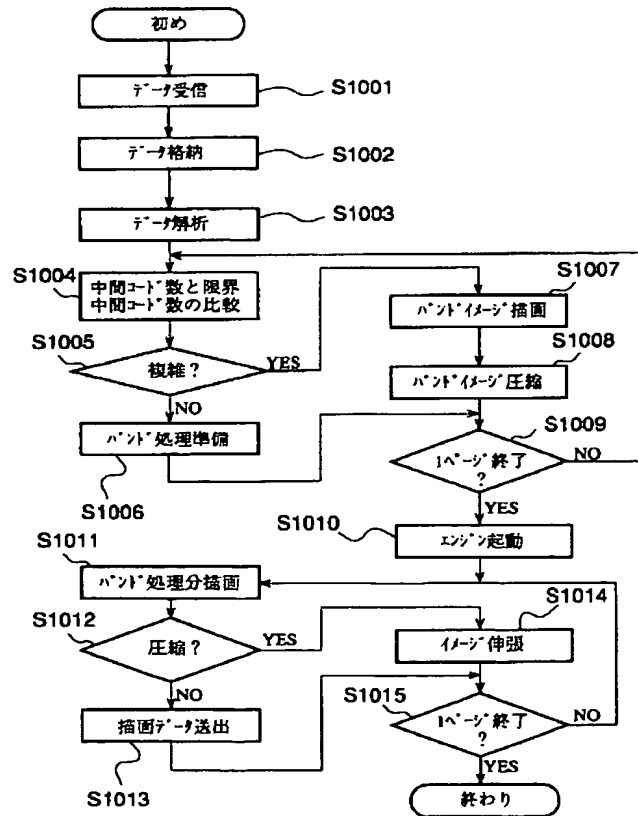 初め
データ受信
S1001
データ格納
S1002
データ解析
S1003
S1004
中間コード数と限界
中間コード数の比較
S1005
複雑？
YES
NO
バンド処理準備
S1006
S1007
バンドイメージ描画
S1008
バンドイメージ圧縮
S1009
1ページ終了
？
NO
YES
S1010
エンジン起動
S1011
バンド処理分描画
S1012
圧縮？
YES
NO
描画データ送出
S1013
S1014
イメージ伸張
S1015
1ページ終了
？
NO
YES
終わり